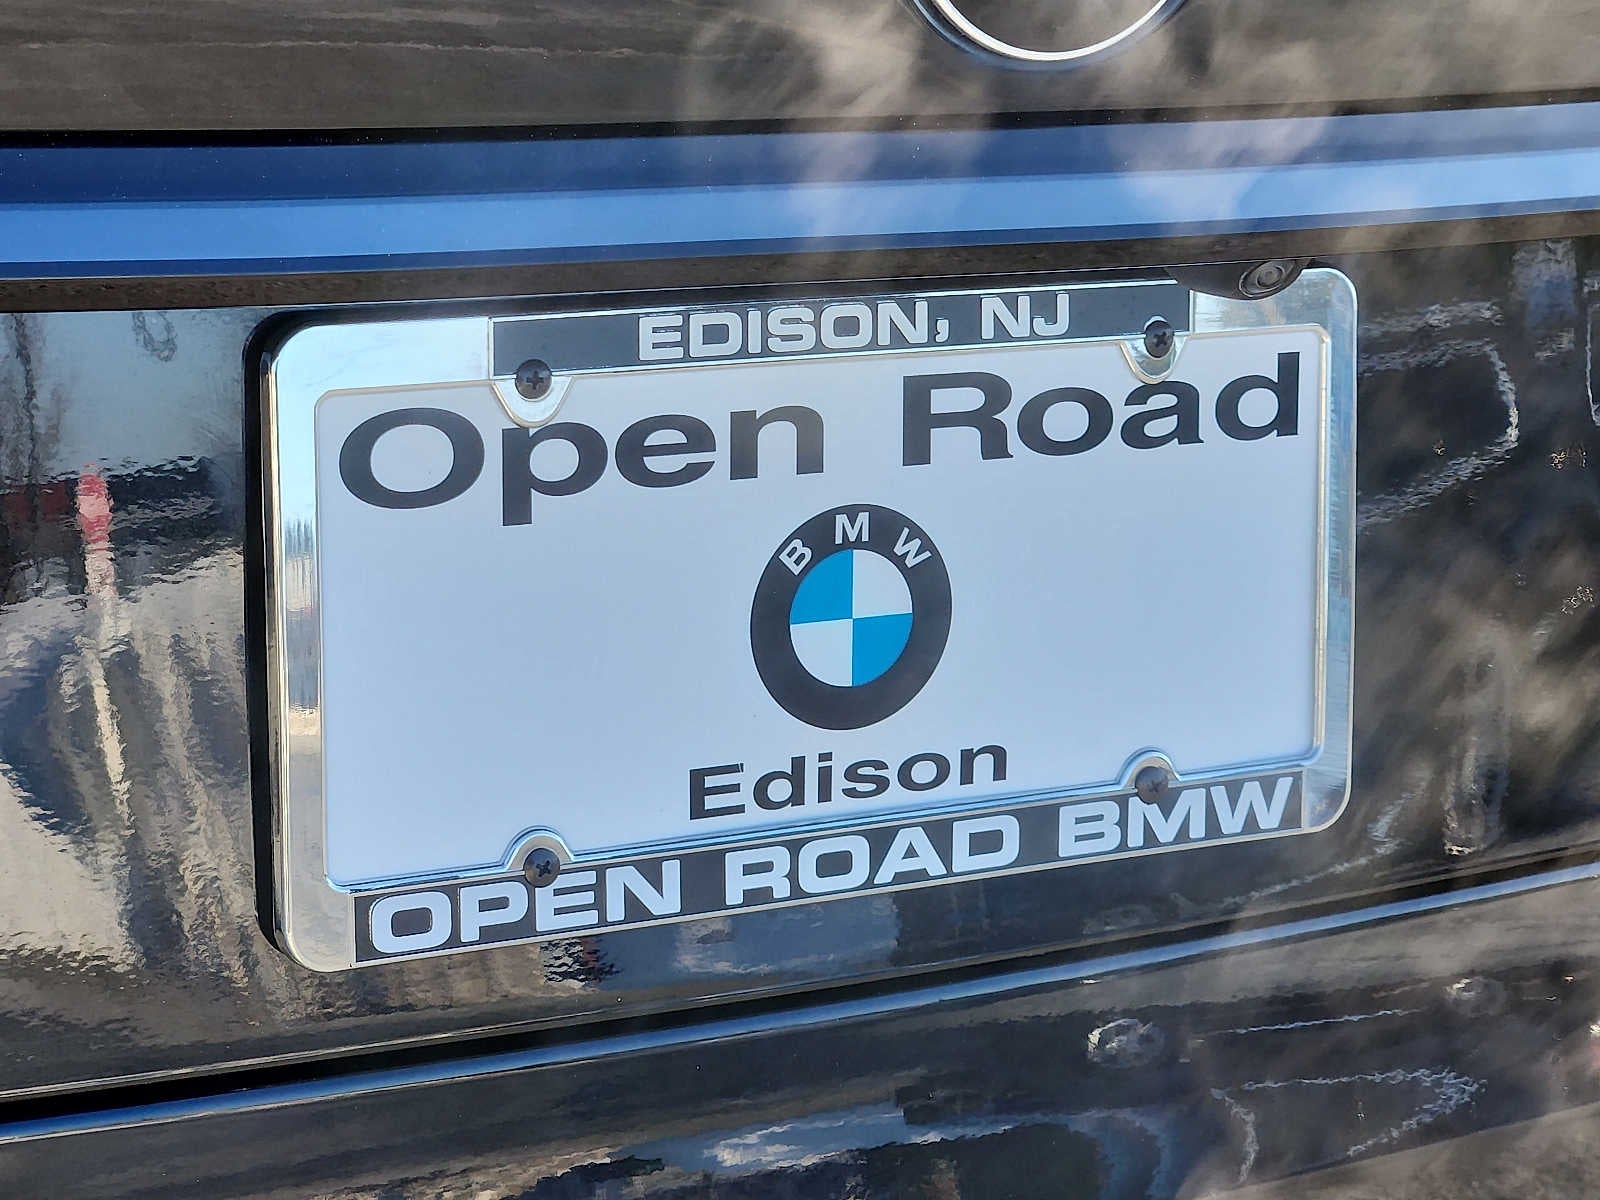 EDISON, NJ
Open Road
BMW
Edison
OPEN ROAD BMW